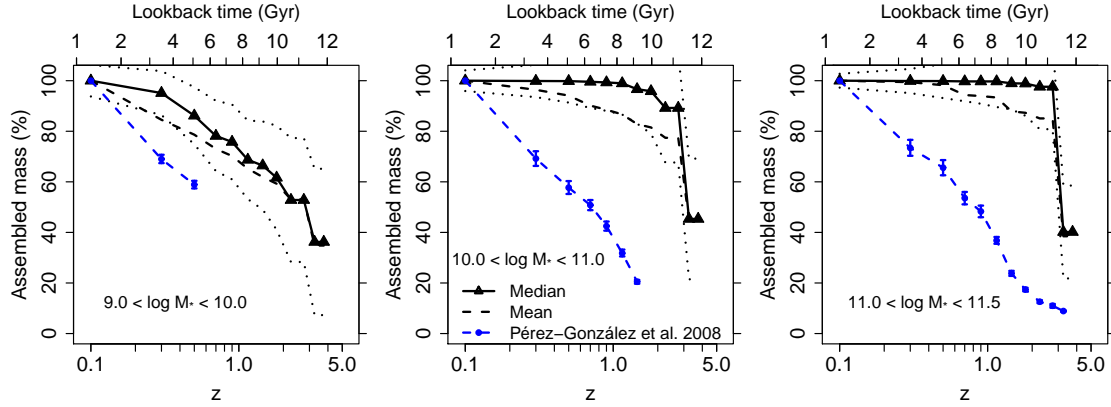 Lookback time (Gyr)
1 2 4 5 6 8 10 12
Assembled mass (%)
100
80
60
40
20
0
9.0 < log M* < 10.0
0.1 1.0 5.0
z
Lookback time (Gyr)
1 2 4 5 6 8 10 12
Assembled mass (%)
100
80
60
40
20
0
10.0 < log M* < 11.0
Median
Mean
Pérez−González et al. 2008
0.1 1.0 5.0
z
Lookback time (Gyr)
1 2 4 5 6 8 10 12
Assembled mass (%)
100
80
60
40
20
0
11.0 < log M* < 11.5
0.1 1.0 5.0
z